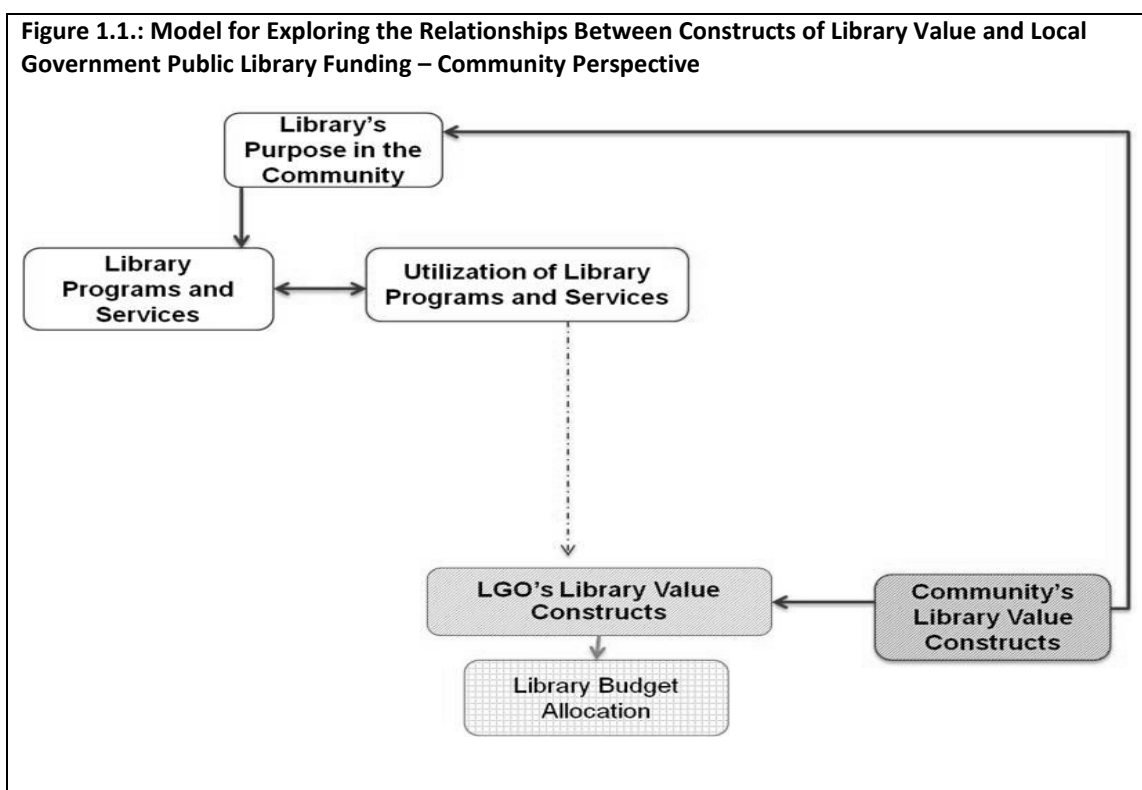 Figure 1.1.: Model for Exploring the Relationships Between Constructs of Library Value and Local
Government Public Library Funding – Community Perspective
Library's
Purpose in the
Community
Library
Programs and
Services
Utilization of Library
Programs and Services
LGO's Library Value
Constructs
Community's
Library Value
Constructs
Library Budget
Allocation